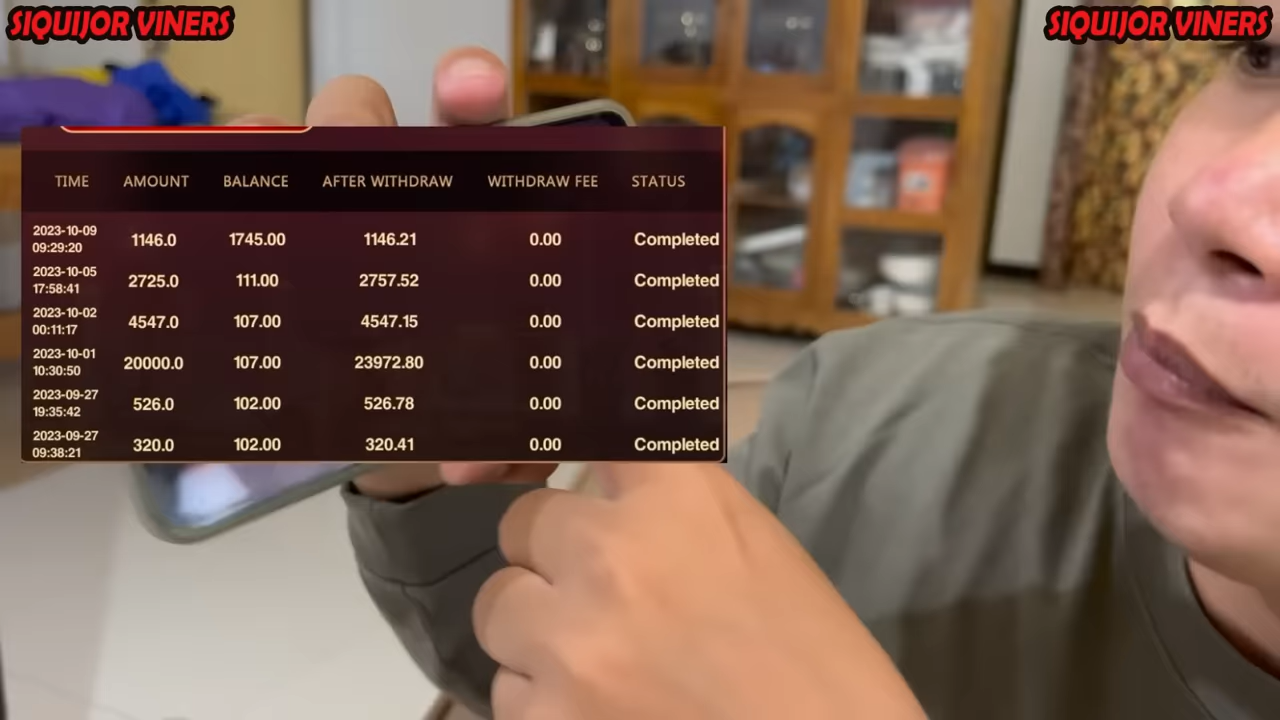 SIQUIJOR VINERS SIQUIJOR VINERS
TIME AMOUNT BALANCE AFTER WITHDRAW WITHDRAW FEE STATUS
2023-10-09 09:29:20 1146.0 1745.00 1146.21 0.00 Completed
2023-10-05 17:58:41 2725.0 111.00 2757.52 0.00 Completed
2023-10-02 00:11:17 4547.0 107.00 4547.15 0.00 Completed
2023-10-01 10:30:50 20000.0 107.00 23972.80 0.00 Completed
2023-09-27 19:35:42 526.0 102.00 526.78 0.00 Completed
2023-09-27 09:38:21 320.0 102.00 320.41 0.00 Completed